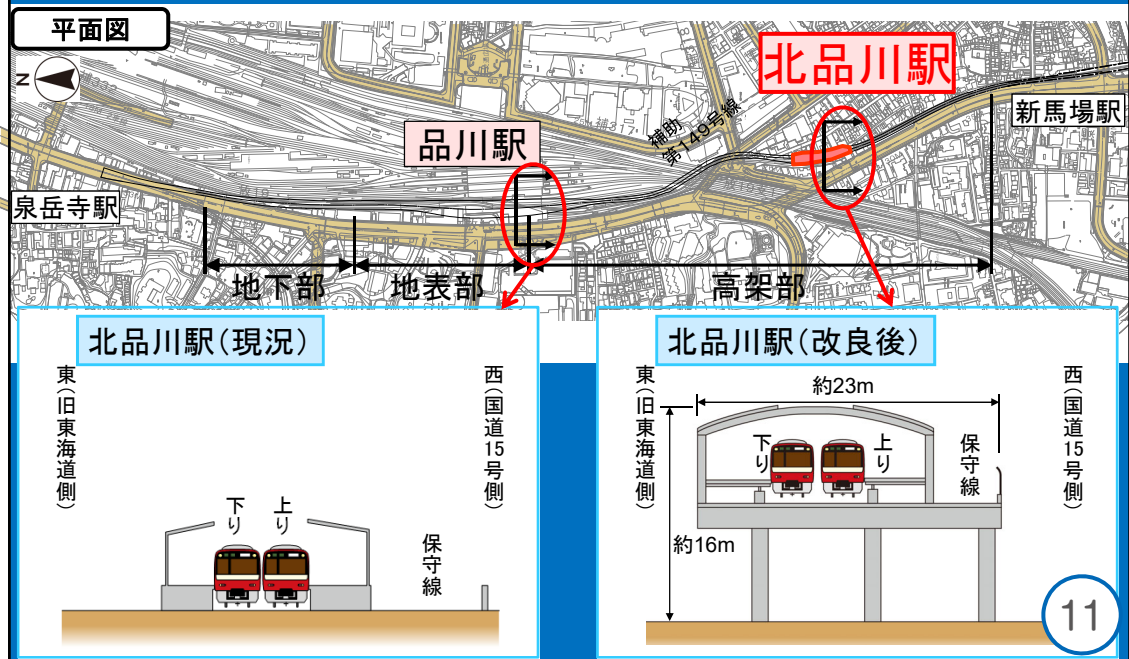 平面図
N
北品川駅
新馬場駅
品川駅
補助
第149号線
泉岳寺駅
地下部
地表部
高架部
北品川駅(現況)
東(旧東海道側)
西(国道15号側)
下り
上り
保守線
北品川駅(改良後)
東(旧東海道側)
西(国道15号側)
約23m
下り
上り
保守線
約16m
11